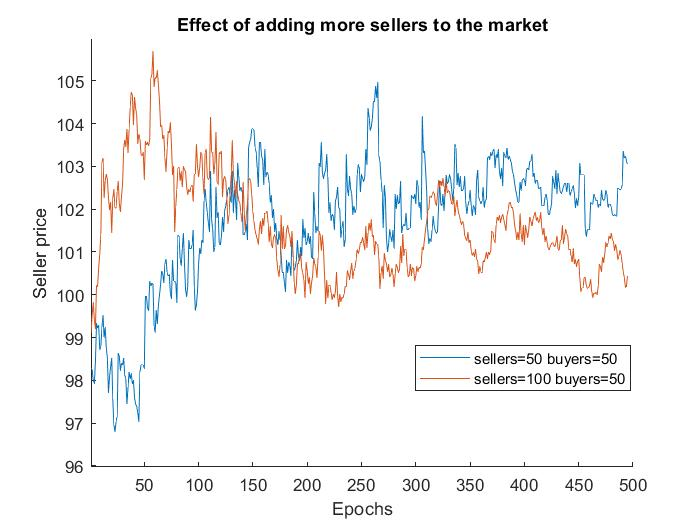 Effect of adding more sellers to the market
105
104
103
102
101
100
99
98
97
96
Seller price
50 100 150 200 250 300 350 400 450 500
Epochs
sellers=50 buyers=50
sellers=100 buyers=50